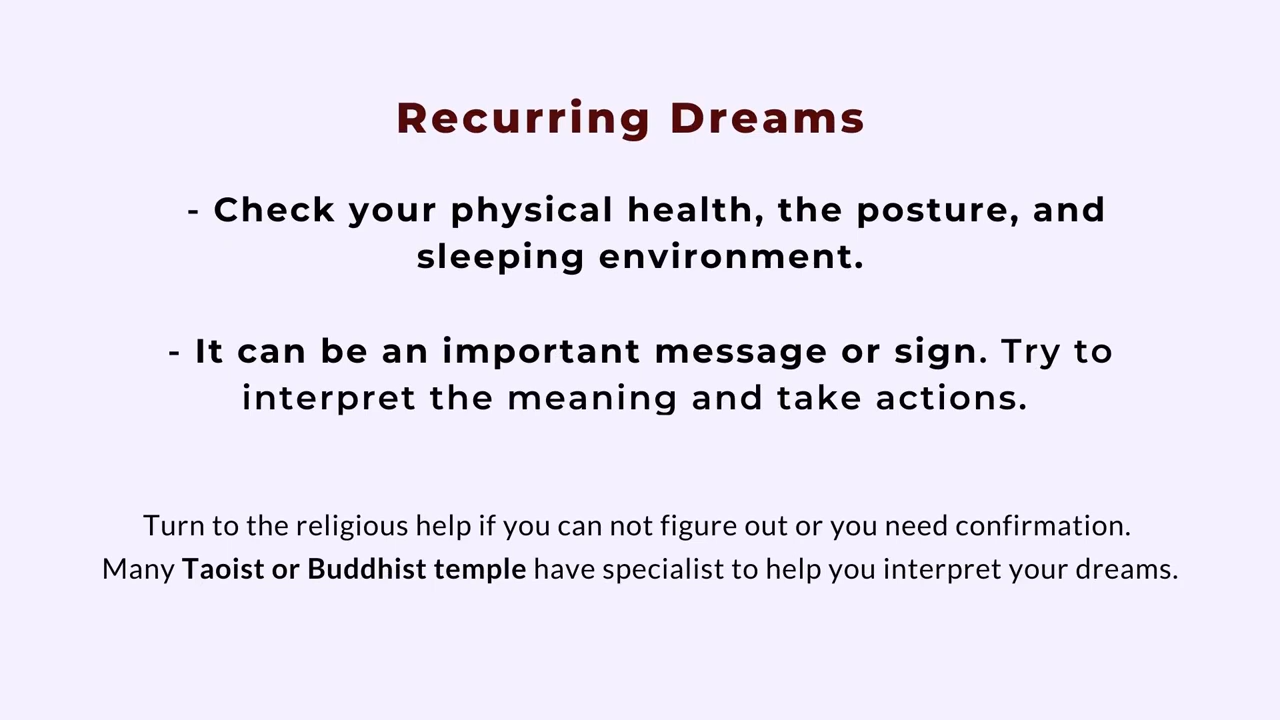 Recurring Dreams
- Check your physical health, the posture, and
sleeping environment.
- It can be an important message or sign. Try to
interpret the meaning and take actions.
Turn to the religious help if you can not figure out or you need confirmation.
Many Taoist or Buddhist temple have specialist to help you interpret your dreams.